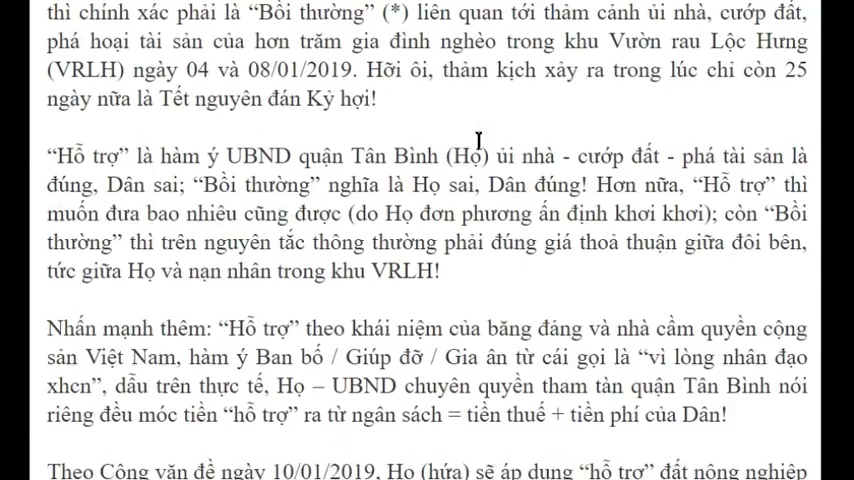 thì chính xác phải là “Bồi thường” (*) liên quan tới thảm cảnh ủi nhà, cướp đất,
phá hoại tài sản của hơn trăm gia đình nghèo trong khu Vườn rau Lộc Hưng
(VRLH) ngày 04 và 08/01/2019. Hỡi ôi, thảm kịch xảy ra trong lúc chỉ còn 25
ngày nữa là Tết nguyên đán Kỷ hợi!
“Hỗ trợ” là hàm ý UBND quận Tân Bình (Họ) ủi nhà - cướp đất - phá tài sản là
đúng, Dân sai; “Bồi thường” nghĩa là Họ sai, Dân đúng! Hơn nữa, “Hỗ trợ” thì
muốn đưa bao nhiêu cũng được (do Họ đơn phương ấn định khơi khơi); còn “Bồi
thường” thì trên nguyên tắc thông thường phải đúng giá thoả thuận giữa đôi bên,
tức giữa Họ và nạn nhân trong khu VRLH!
Nhấn mạnh thêm: “Hỗ trợ” theo khái niệm của băng đảng và nhà cầm quyền cộng
sản Việt Nam, hàm ý Ban bố / Giúp đỡ / Gia ân từ cái gọi là “vì lòng nhân đạo
xhcn”, dẫu trên thực tế, Họ – UBND chuyên quyền tham tàn quận Tân Bình nói
riêng đều móc tiền “hỗ trợ” ra từ ngân sách = tiền thuế + tiền phí của Dân!
Theo Công văn đề ngày 10/01/2019, Họ (hứa) sẽ áp dụng “hỗ trợ” đất nông nghiệp